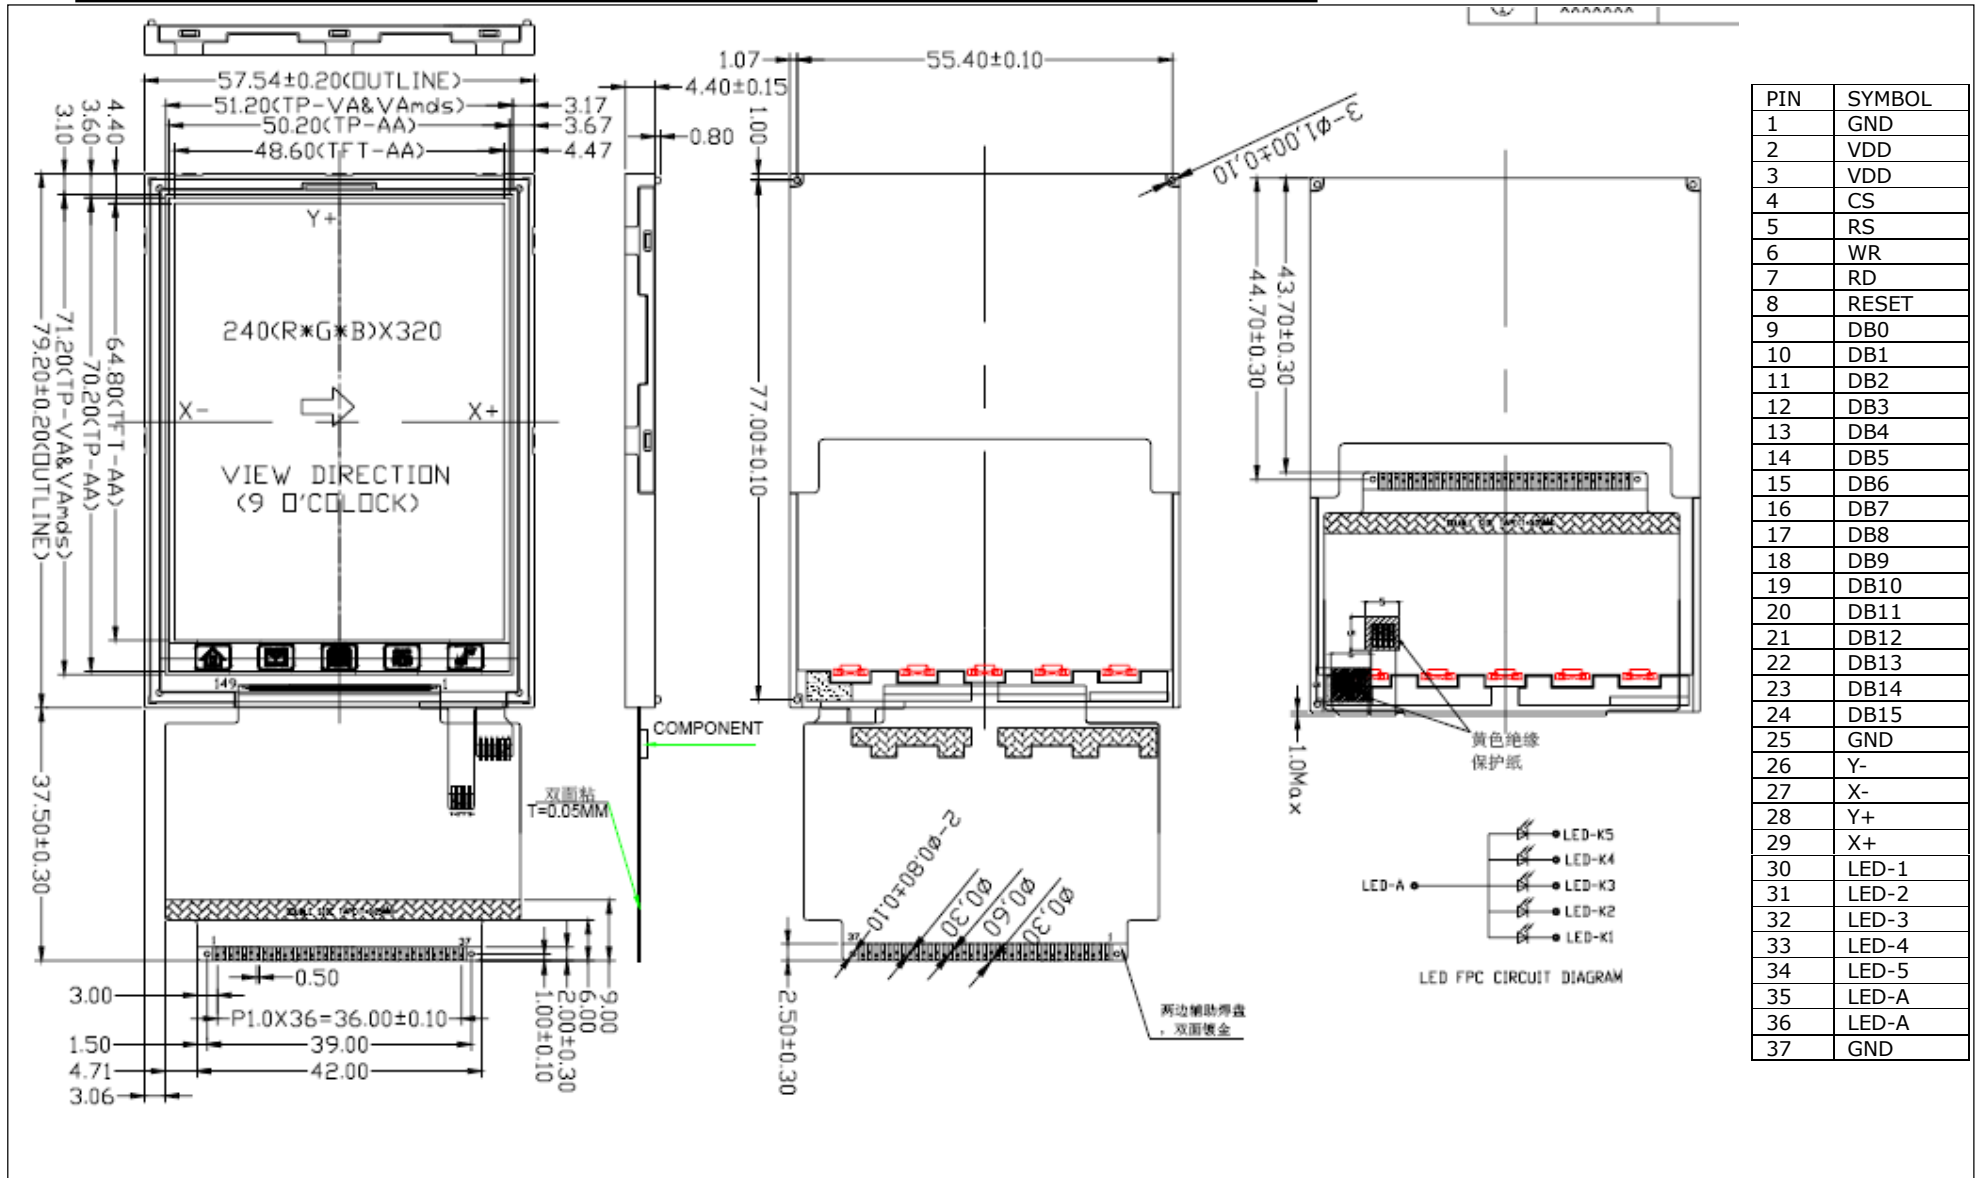 57.54±0.20(OUTLINE)
51.20(TP-VA&VAmds)
50.20(TP-AA)
48.60(TFT-AA)
3.17
3.67
4.47
4.40
3.60
3.10
Y+
240(R*G*B)X320
X-
X+
VIEW DIRECTION
(9 O'CLOLOCK)
64.80(TFT-AA)
70.20(TP-AA)
71.20(TP-VA&VAmds)
79.20±0.20(OUTLINE)
149
1
37.50±0.30
1
37
0.50
3.00
P1.0X36=36.00±0.10
1.50
39.00
4.71
42.00
3.06
9.00
6.00
2.00±0.30
1.00±0.10
4.40±0.15
0.80
COMPONENT
双面粘
T=0.05MM
1.07
55.40±0.10
1.00
3-ø1,00±0,10
77.00±0.10
2-ø0,80±0,10
ø0,30
ø0,60
ø0,30
37
1
2.50±0.30
两边辅助焊盘
，双面镀金
43.70±0.30
44.70±0.30
5
1.0Max
黄色绝缘
保护纸
LED-A
LED-K5
LED-K4
LED-K3
LED-K2
LED-K1
LED FPC CIRCUIT DIAGRAM
PIN SYMBOL
1 GND
2 VDD
3 VDD
4 CS
5 RS
6 WR
7 RD
8 RESET
9 DB0
10 DB1
11 DB2
12 DB3
13 DB4
14 DB5
15 DB6
16 DB7
17 DB8
18 DB9
19 DB10
20 DB11
21 DB12
22 DB13
23 DB14
24 DB15
25 GND
26 Y-
27 X-
28 Y+
29 X+
30 LED-1
31 LED-2
32 LED-3
33 LED-4
34 LED-5
35 LED-A
36 LED-A
37 GND